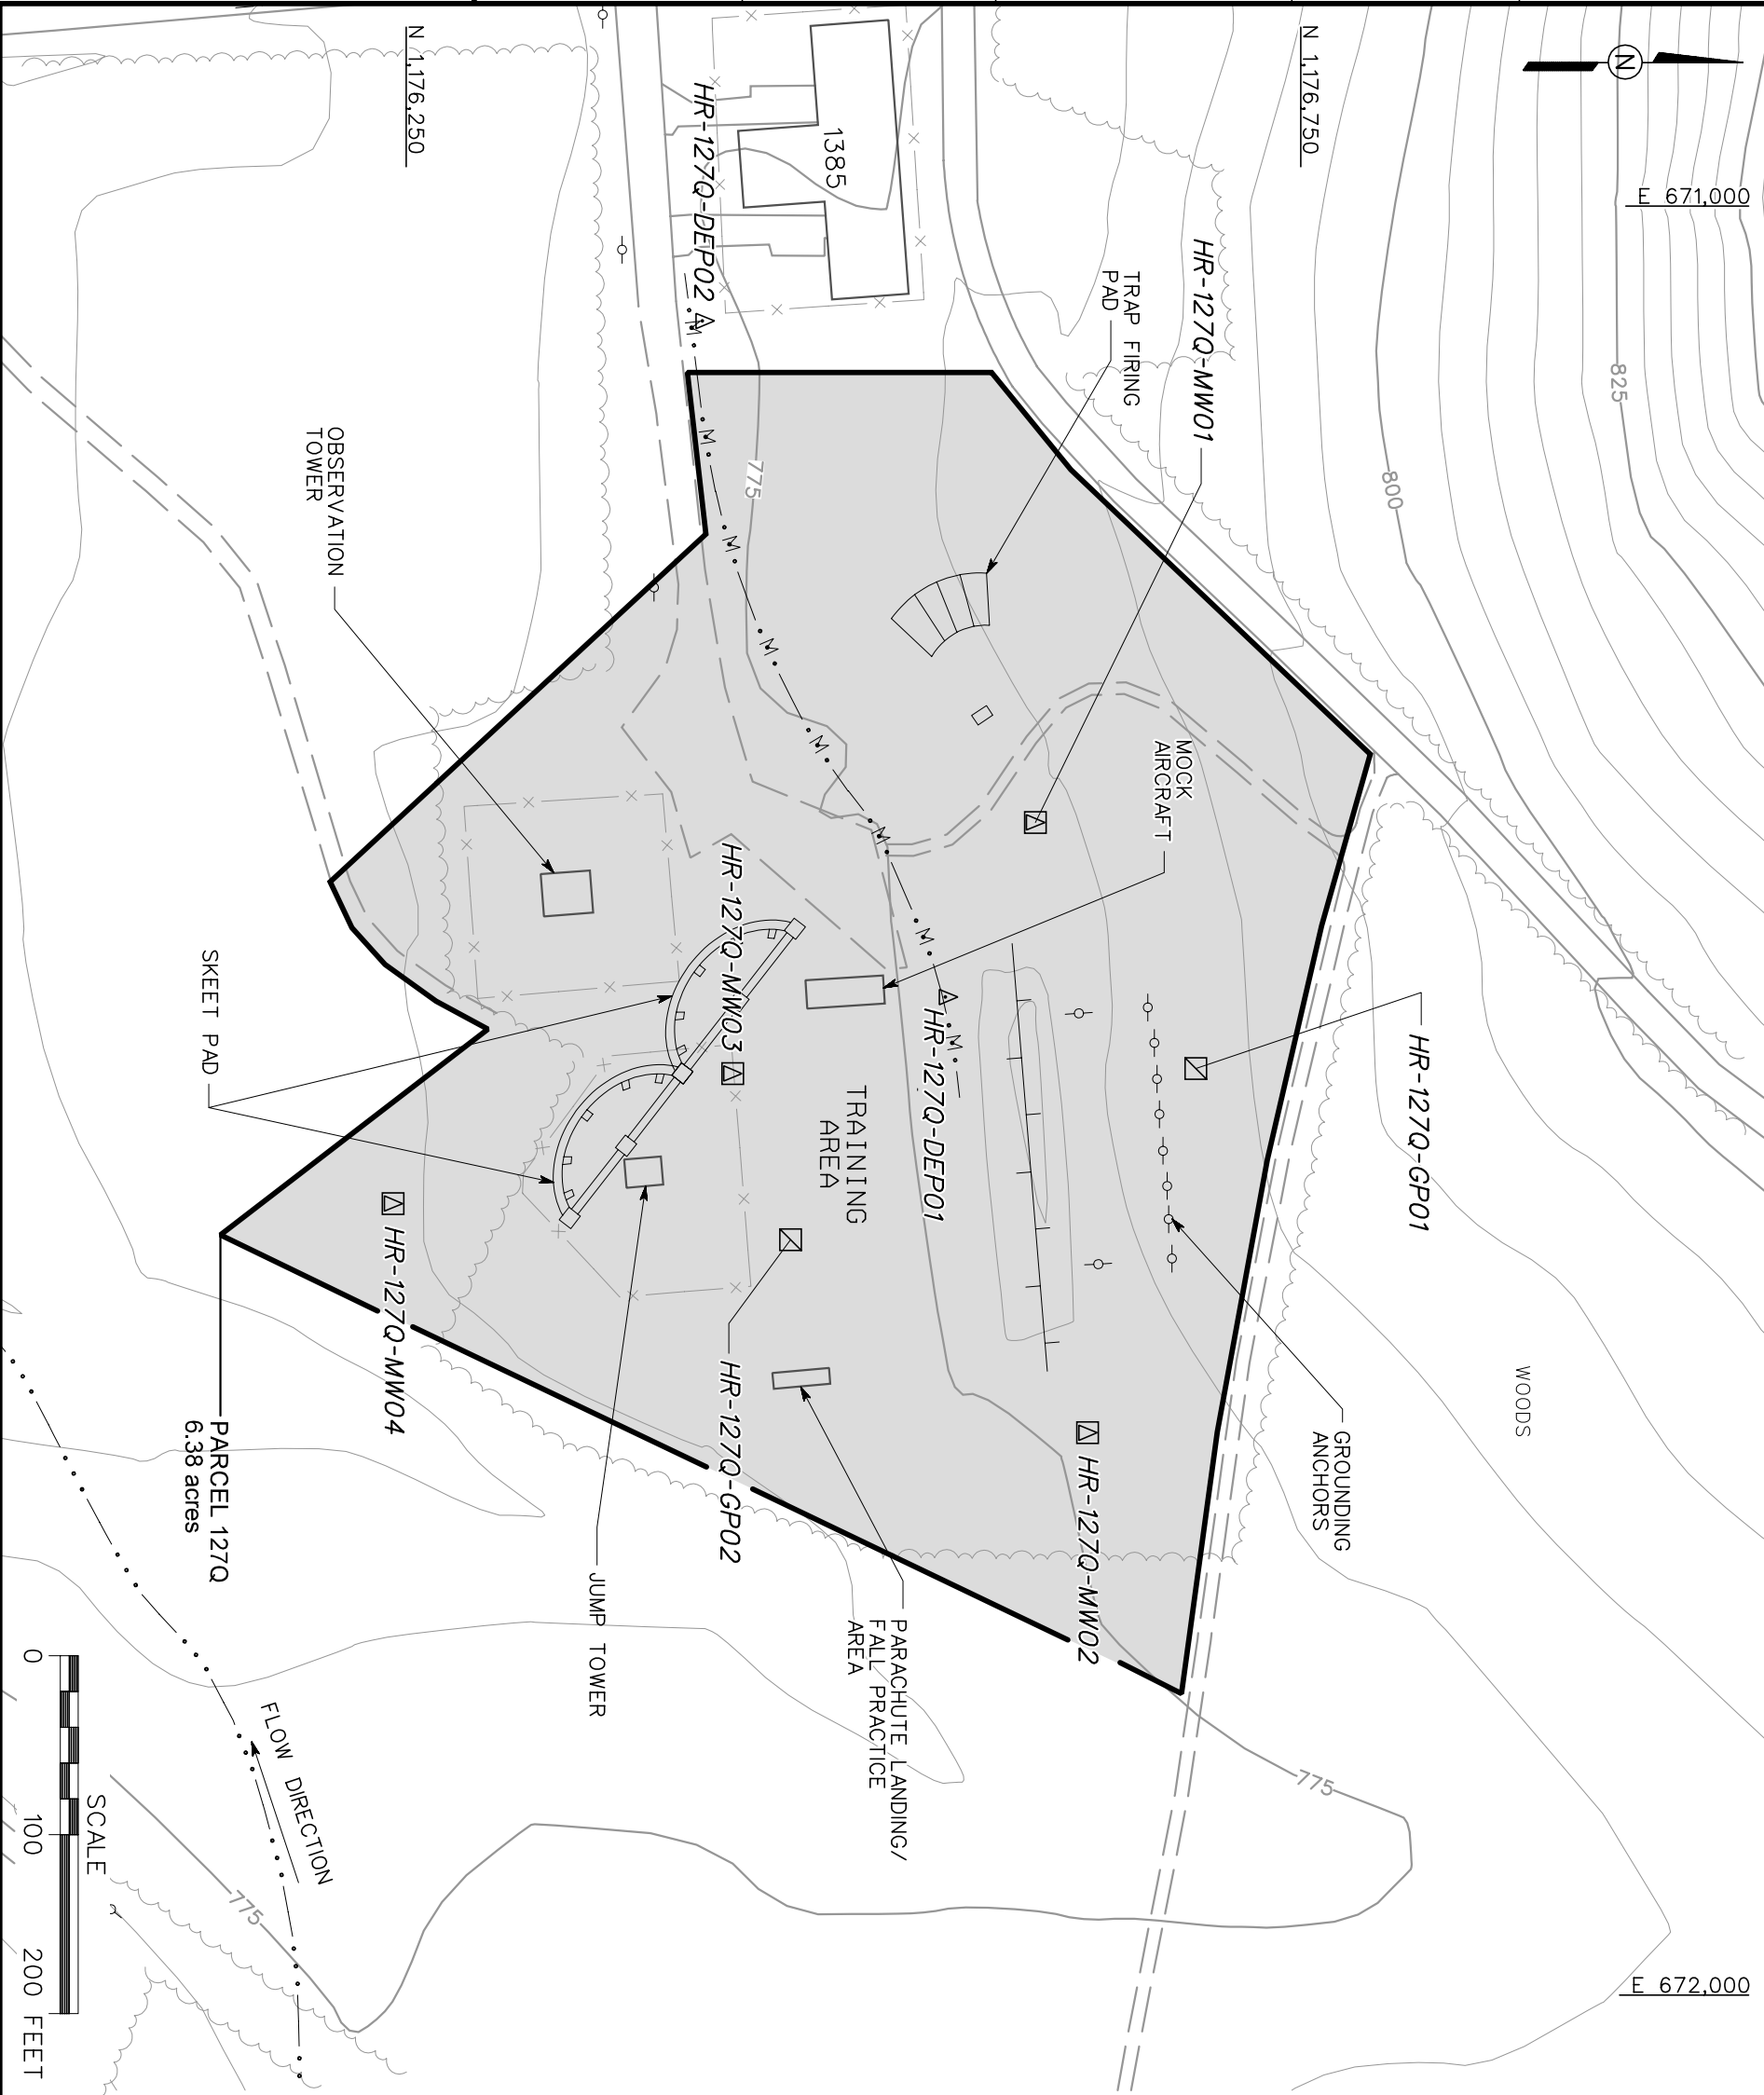 N
E 671,000
E 672,000
N 1,176,750
N 1,176,250
825
800
775
775
775
WOODS
HR-127Q-GP01
GROUNDING
ANCHORS
HR-127Q-MW01
MOCK
AIRCRAFT
TRAP FIRING
PAD
HR-127Q-MW02
HR-127Q-DEP01
PARACHUTE LANDING/
FALL PRACTICE
AREA
TRAINING
AREA
1385
HR-127Q-DEP02
HR-127Q-MW03
HR-127Q-GP02
M
M
M
M
M
M
M
M
JUMP TOWER
HR-127Q-MW04
OBSERVATION
TOWER
SKEET PAD
PARCEL 127Q
6.38 acres
FLOW DIRECTION
SCALE
0 100 200 FEET